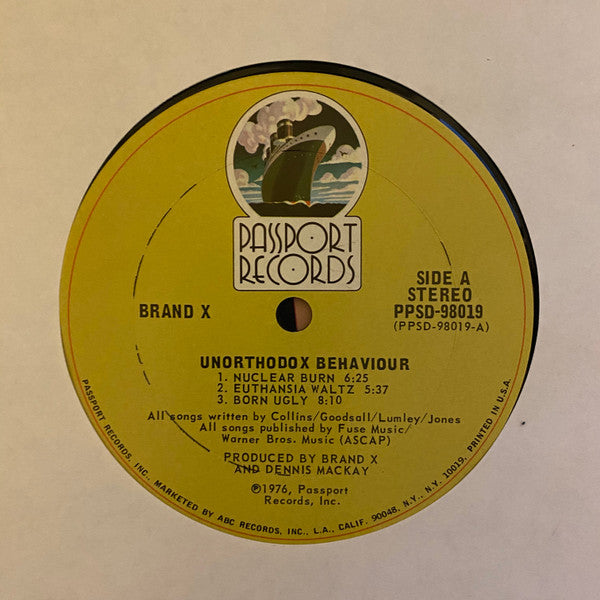 PASSPORT
RECORDS
BRAND X
SIDE A
STEREO
PPSD-98019
(PPSD-98019-A)
UNORTHODOX BEHAVIOUR
1. NUCLEAR BURN 6:25
2. EUTHANSIA WALTZ 5:37
3. BORN UGLY 8:10
All songs written by Collins/Goodsall/Lumley/Jones
All songs published by Fuse Music/
Warner Bros. Music (ASCAP)
PRODUCED BY BRAND X
AND DENNIS MACKAY
℗1976, Passport
Records, Inc.
PASSPORT RECORDS, INC., MARKETED BY ABC RECORDS, INC., L.A., CALIF. 90048, N.Y., N.Y. 10019. PRINTED IN U.S.A.